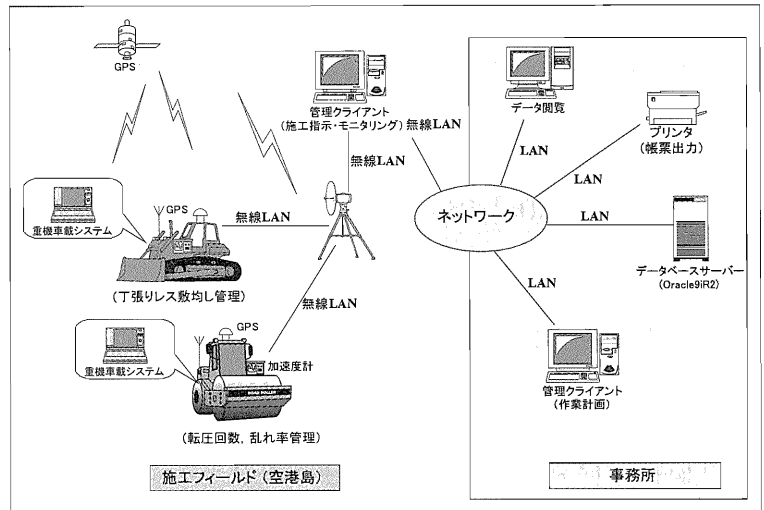 GPS
管理クライアント
(施工指示・モニタリング)
無線LAN
無線LAN
データ閲覧
プリンタ
(帳票出力)
LAN
LAN
重機車載システム
GPS
無線LAN
ネットワーク
LAN
データベースサーバー
(Oracle9iR2)
(丁張りレス敷均し管理)
LAN
無線LAN
重機車載システム
GPS
加速度計
ROAD ROLLER
管理クライアント
(作業計画)
(転圧回数, 乱れ率管理)
施工フィールド(空港島)
事務所